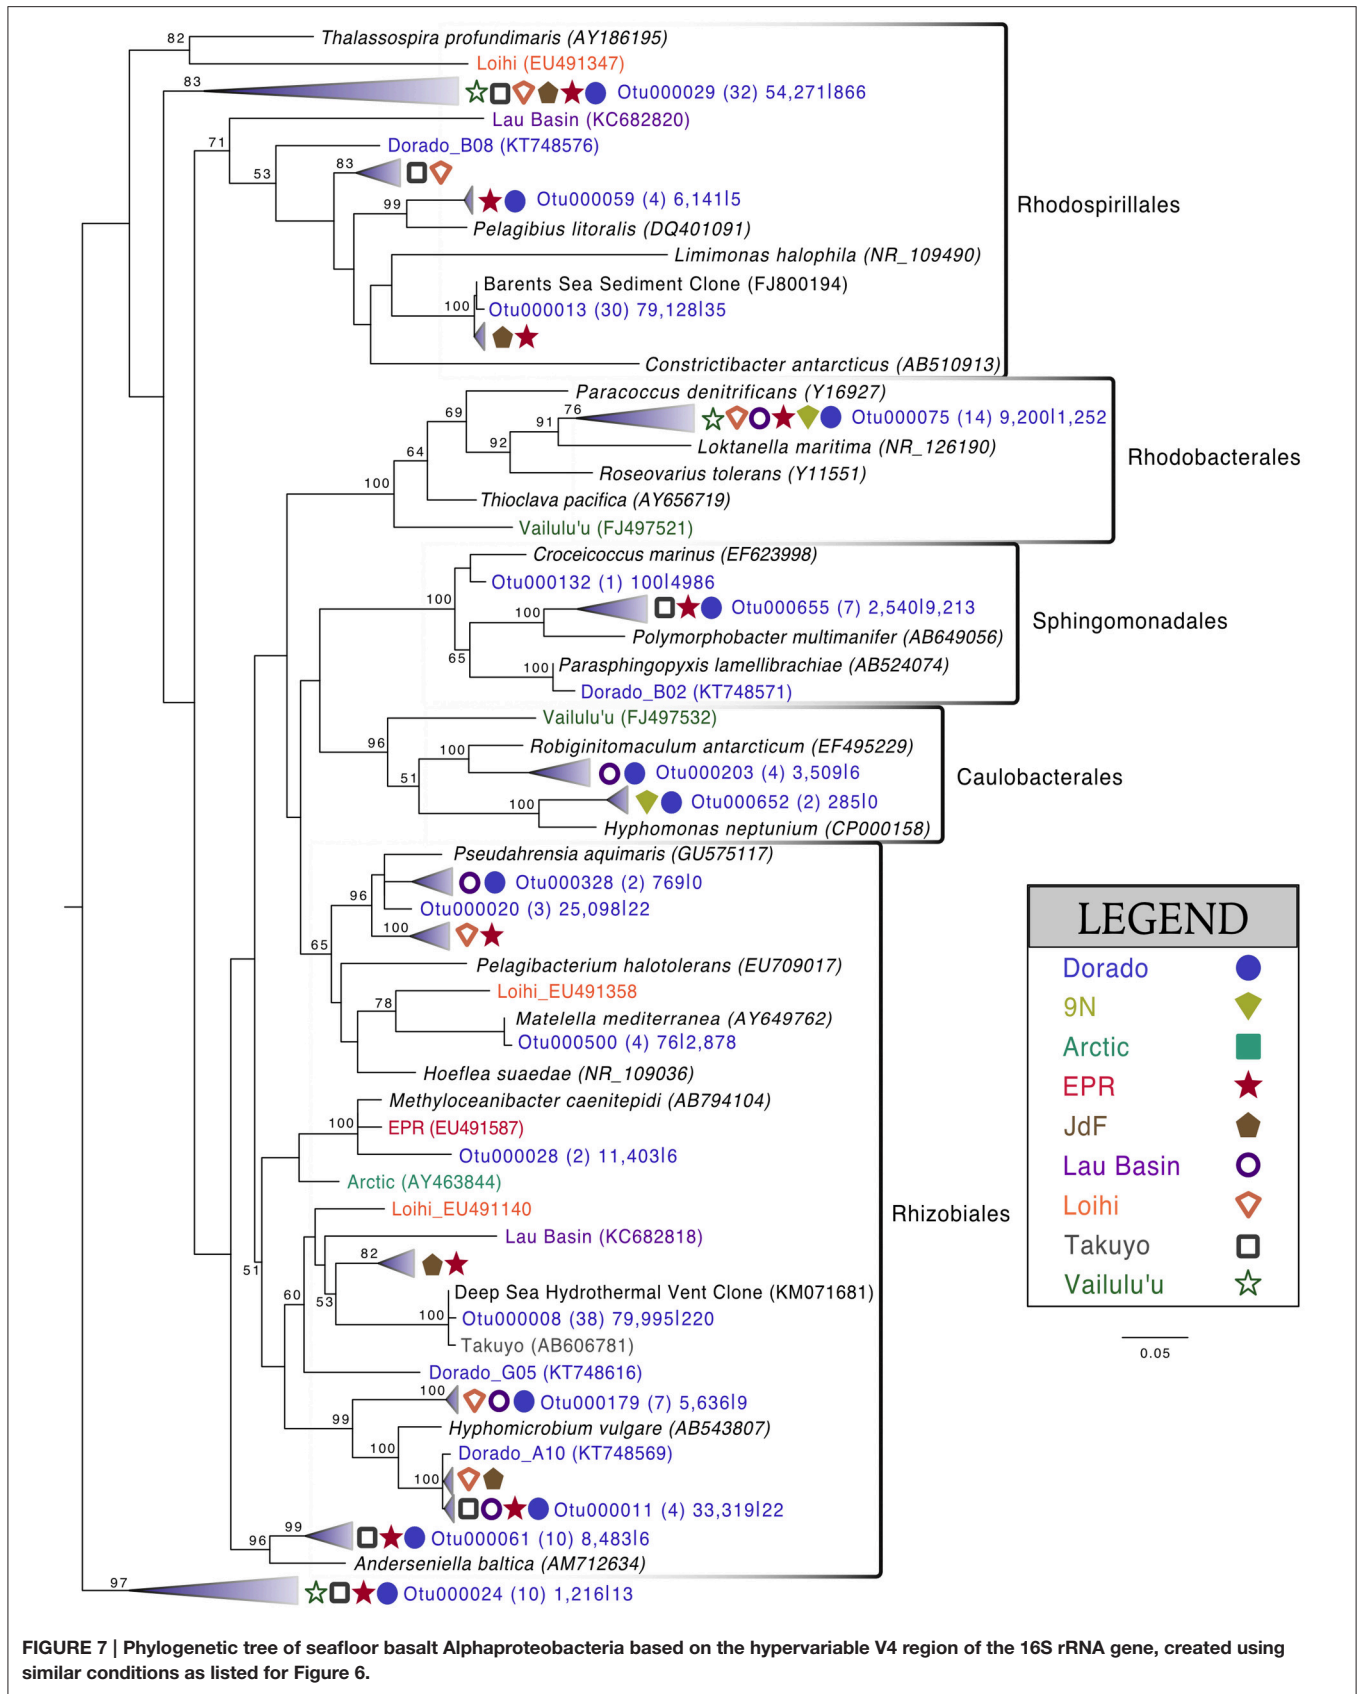 82
Thalassospira profundimaris (AY186195)
Loihi (EU491347)
83
Otu000029 (32) 54,271|866
Lau Basin (KC682820)
71
Dorado_B08 (KT748576)
53
83
Otu000059 (4) 6,141|5
99
Pelagibius litoralis (DQ401091)
Rhodospirillales
Limimonas halophila (NR_109490)
Barents Sea Sediment Clone (FJ800194)
100
Otu000013 (30) 79,128|35
Constrictibacter antarcticus (AB510913)
Paracoccus denitrificans (Y16927)
69
76
Otu000075 (14) 9,200|1,252
91
Loktanella maritima (NR_126190)
92
64
Rhodobacterales
Roseovarius tolerans (Y11551)
100
Thioclava pacifica (AY656719)
Vailulu'u (FJ497521)
Croceicoccus marinus (EF623998)
Otu000132 (1) 100|4986
100
100
Otu000655 (7) 2,540|9,213
Sphingomonadales
Polymorphobacter multimanifer (AB649056)
65
100
Parasphingopyxis lamellibrachiae (AB524074)
Dorado_B02 (KT748571)
Vailulu'u (FJ497532)
96
100
Robiginitomaculum antarcticum (EF495229)
51
Otu000203 (4) 3,509|6
Caulobacterales
100
Otu000652 (2) 285|0
Hyphomonas neptunium (CP000158)
Pseudahrensia aquimaris (GU575117)
Otu000328 (2) 769|0
96
Otu000020 (3) 25,098|22
100
65
Pelagibacterium halotolerans (EU709017)
Loihi_EU491358
78
Matelella mediterranea (AY649762)
Otu000500 (4) 76|2,878
Hoeflea suaedae (NR_109036)
Methyloceanibacter caenitepidi (AB794104)
100
EPR (EU491587)
Otu000028 (2) 11,403|6
Arctic (AY463844)
Loihi_EU491140
Rhizobiales
Lau Basin (KC682818)
82
51
60
53
Deep Sea Hydrothermal Vent Clone (KM071681)
100
Otu000008 (38) 79,995|220
Takuyo (AB606781)
Dorado_G05 (KT748616)
100
Otu000179 (7) 5,636|9
99
Hyphomicrobium vulgare (AB543807)
100
Dorado_A10 (KT748569)
100
Otu000011 (4) 33,319|22
99
Otu000061 (10) 8,483|6
96
Anderseniella baltica (AM712634)
97
Otu000024 (10) 1,216|13
LEGEND
Dorado
9N
Arctic
EPR
JdF
Lau Basin
Loihi
Takuyo
Vailulu'u
0.05
FIGURE 7 | Phylogenetic tree of seafloor basalt Alphaproteobacteria based on the hypervariable V4 region of the 16S rRNA gene, created using
similar conditions as listed for Figure 6.